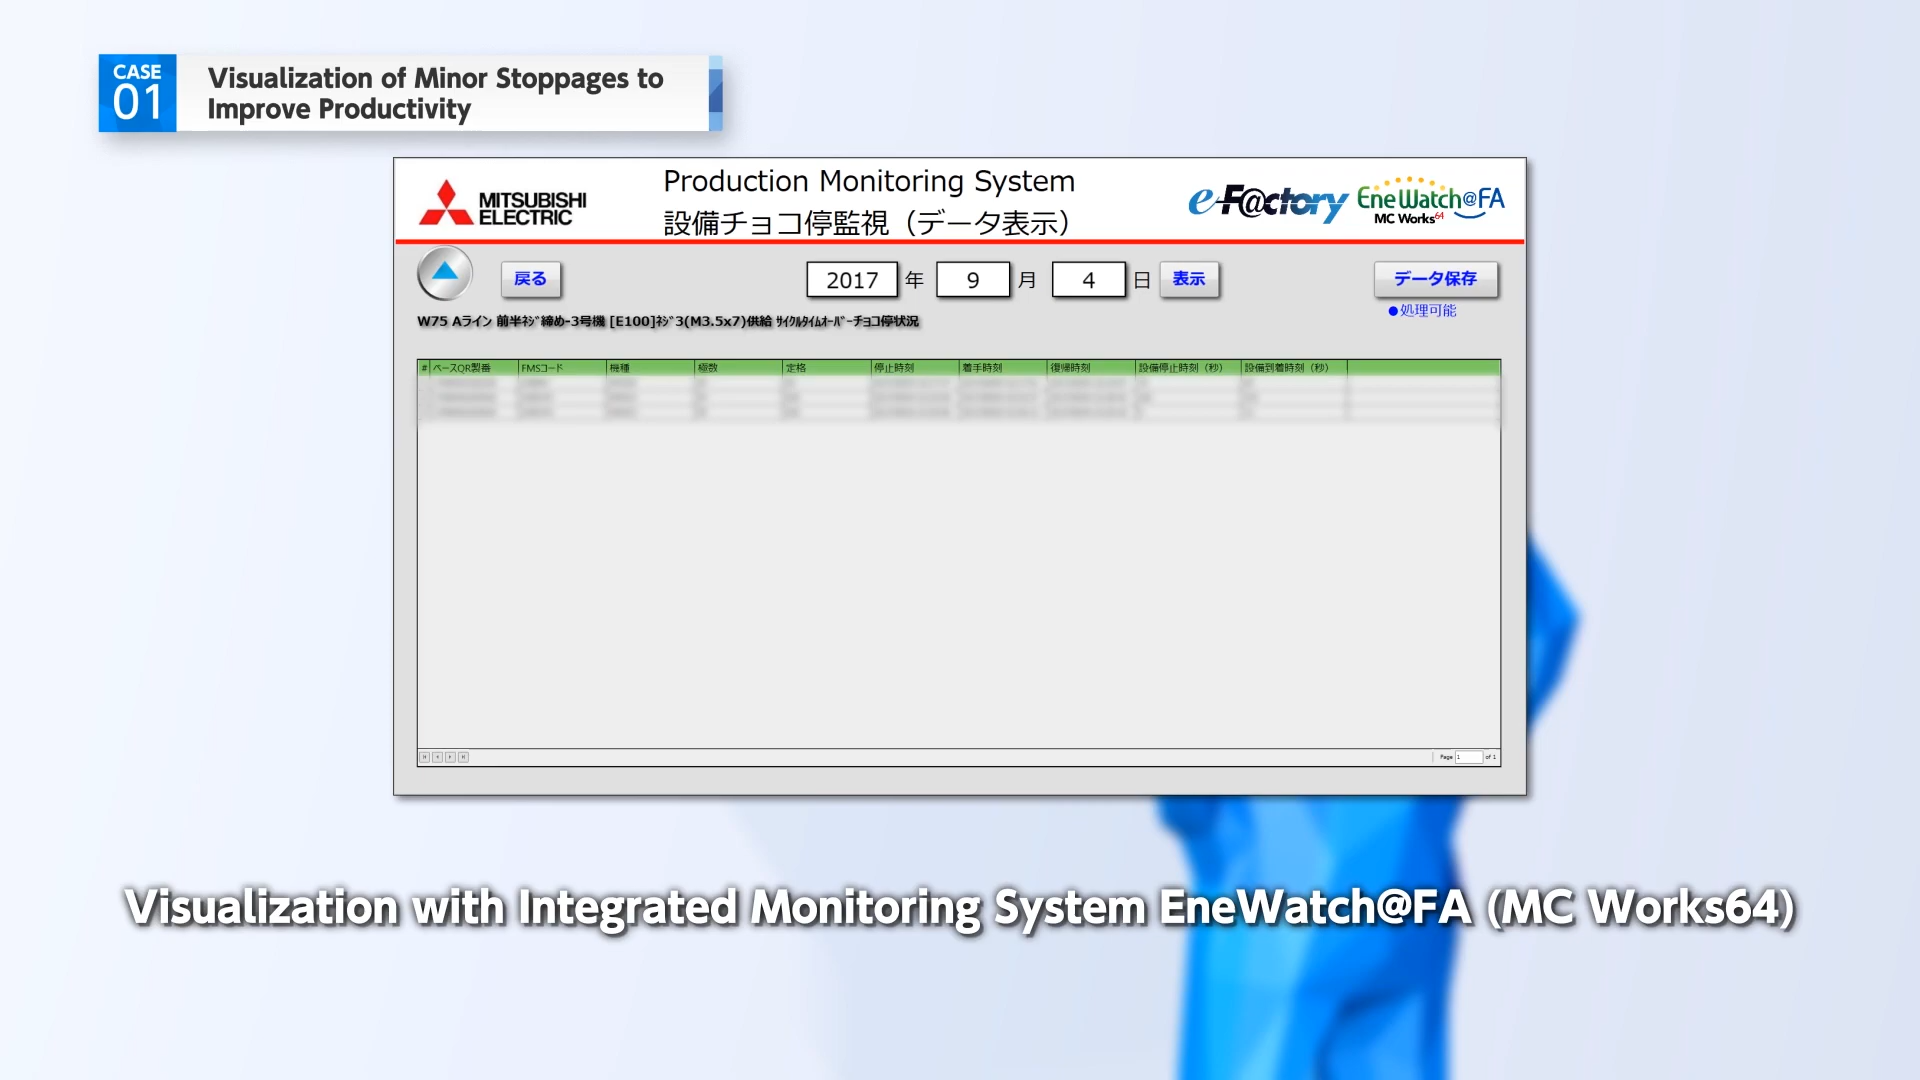 CASE
01
Visualization of Minor Stoppages to
Improve Productivity
MITSUBISHI
ELECTRIC
Production Monitoring System
設備チョコ停監視（データ表示）
e-F@ctory
EneWatch@FA
MC Works64
戻る
2017 年 9 月 4 日 表示
データ保存
●処理可能
W75 Aライン 前半ﾈｼﾞ締め-3号機 [E100]ﾈｼﾞ3(M3.5x7)供給 ｻｲｸﾙﾀｲﾑｵｰﾊﾞｰチョコ停状況
# ベースQR製番 FMSコード 機種 極数 定格 停止時刻 着手時刻 復帰時刻 設備停止時刻（秒） 設備到着時刻（秒）
Page 1 of 1
Visualization with Integrated Monitoring System EneWatch@FA (MC Works64)